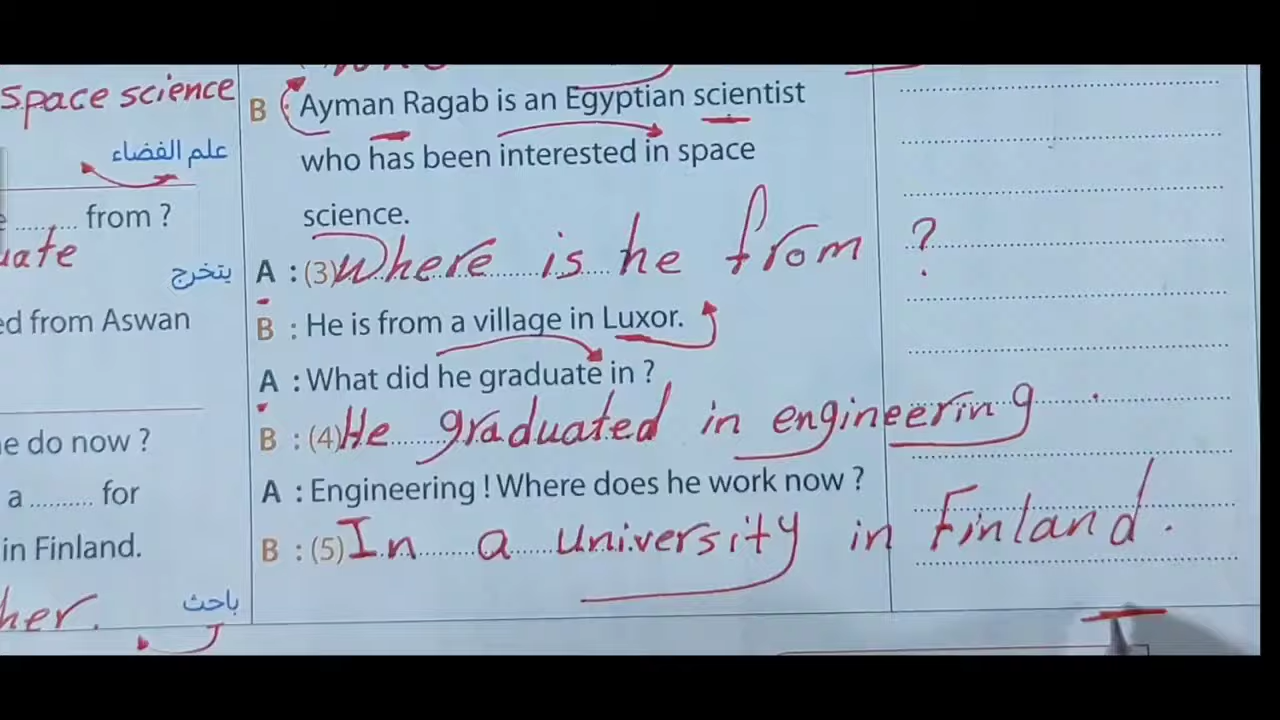 space science
علم الفضاء
from ?
يتخرج
ed from Aswan
e do now ?
a .......... for
in Finland.
her.
باحث
B Ayman Ragab is an Egyptian scientist
who has been interested in space
science.
A : (3) Where is he from ?
B : He is from a village in Luxor.
A : What did he graduate in ?
B : (4) He graduated in engineering .
A : Engineering ! Where does he work now ?
B : (5) In a university in Finland.